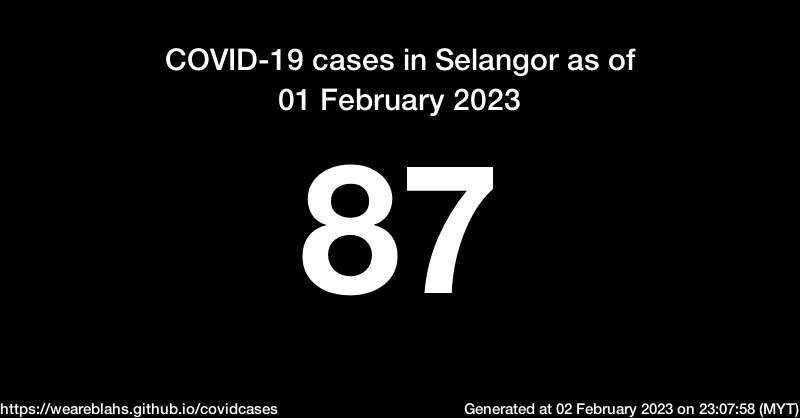 COVID-19 cases in Selangor as of
01 February 2023
87
https://weareblahs.github.io/covidcases
Generated at 02 February 2023 on 23:07:58 (MYT)